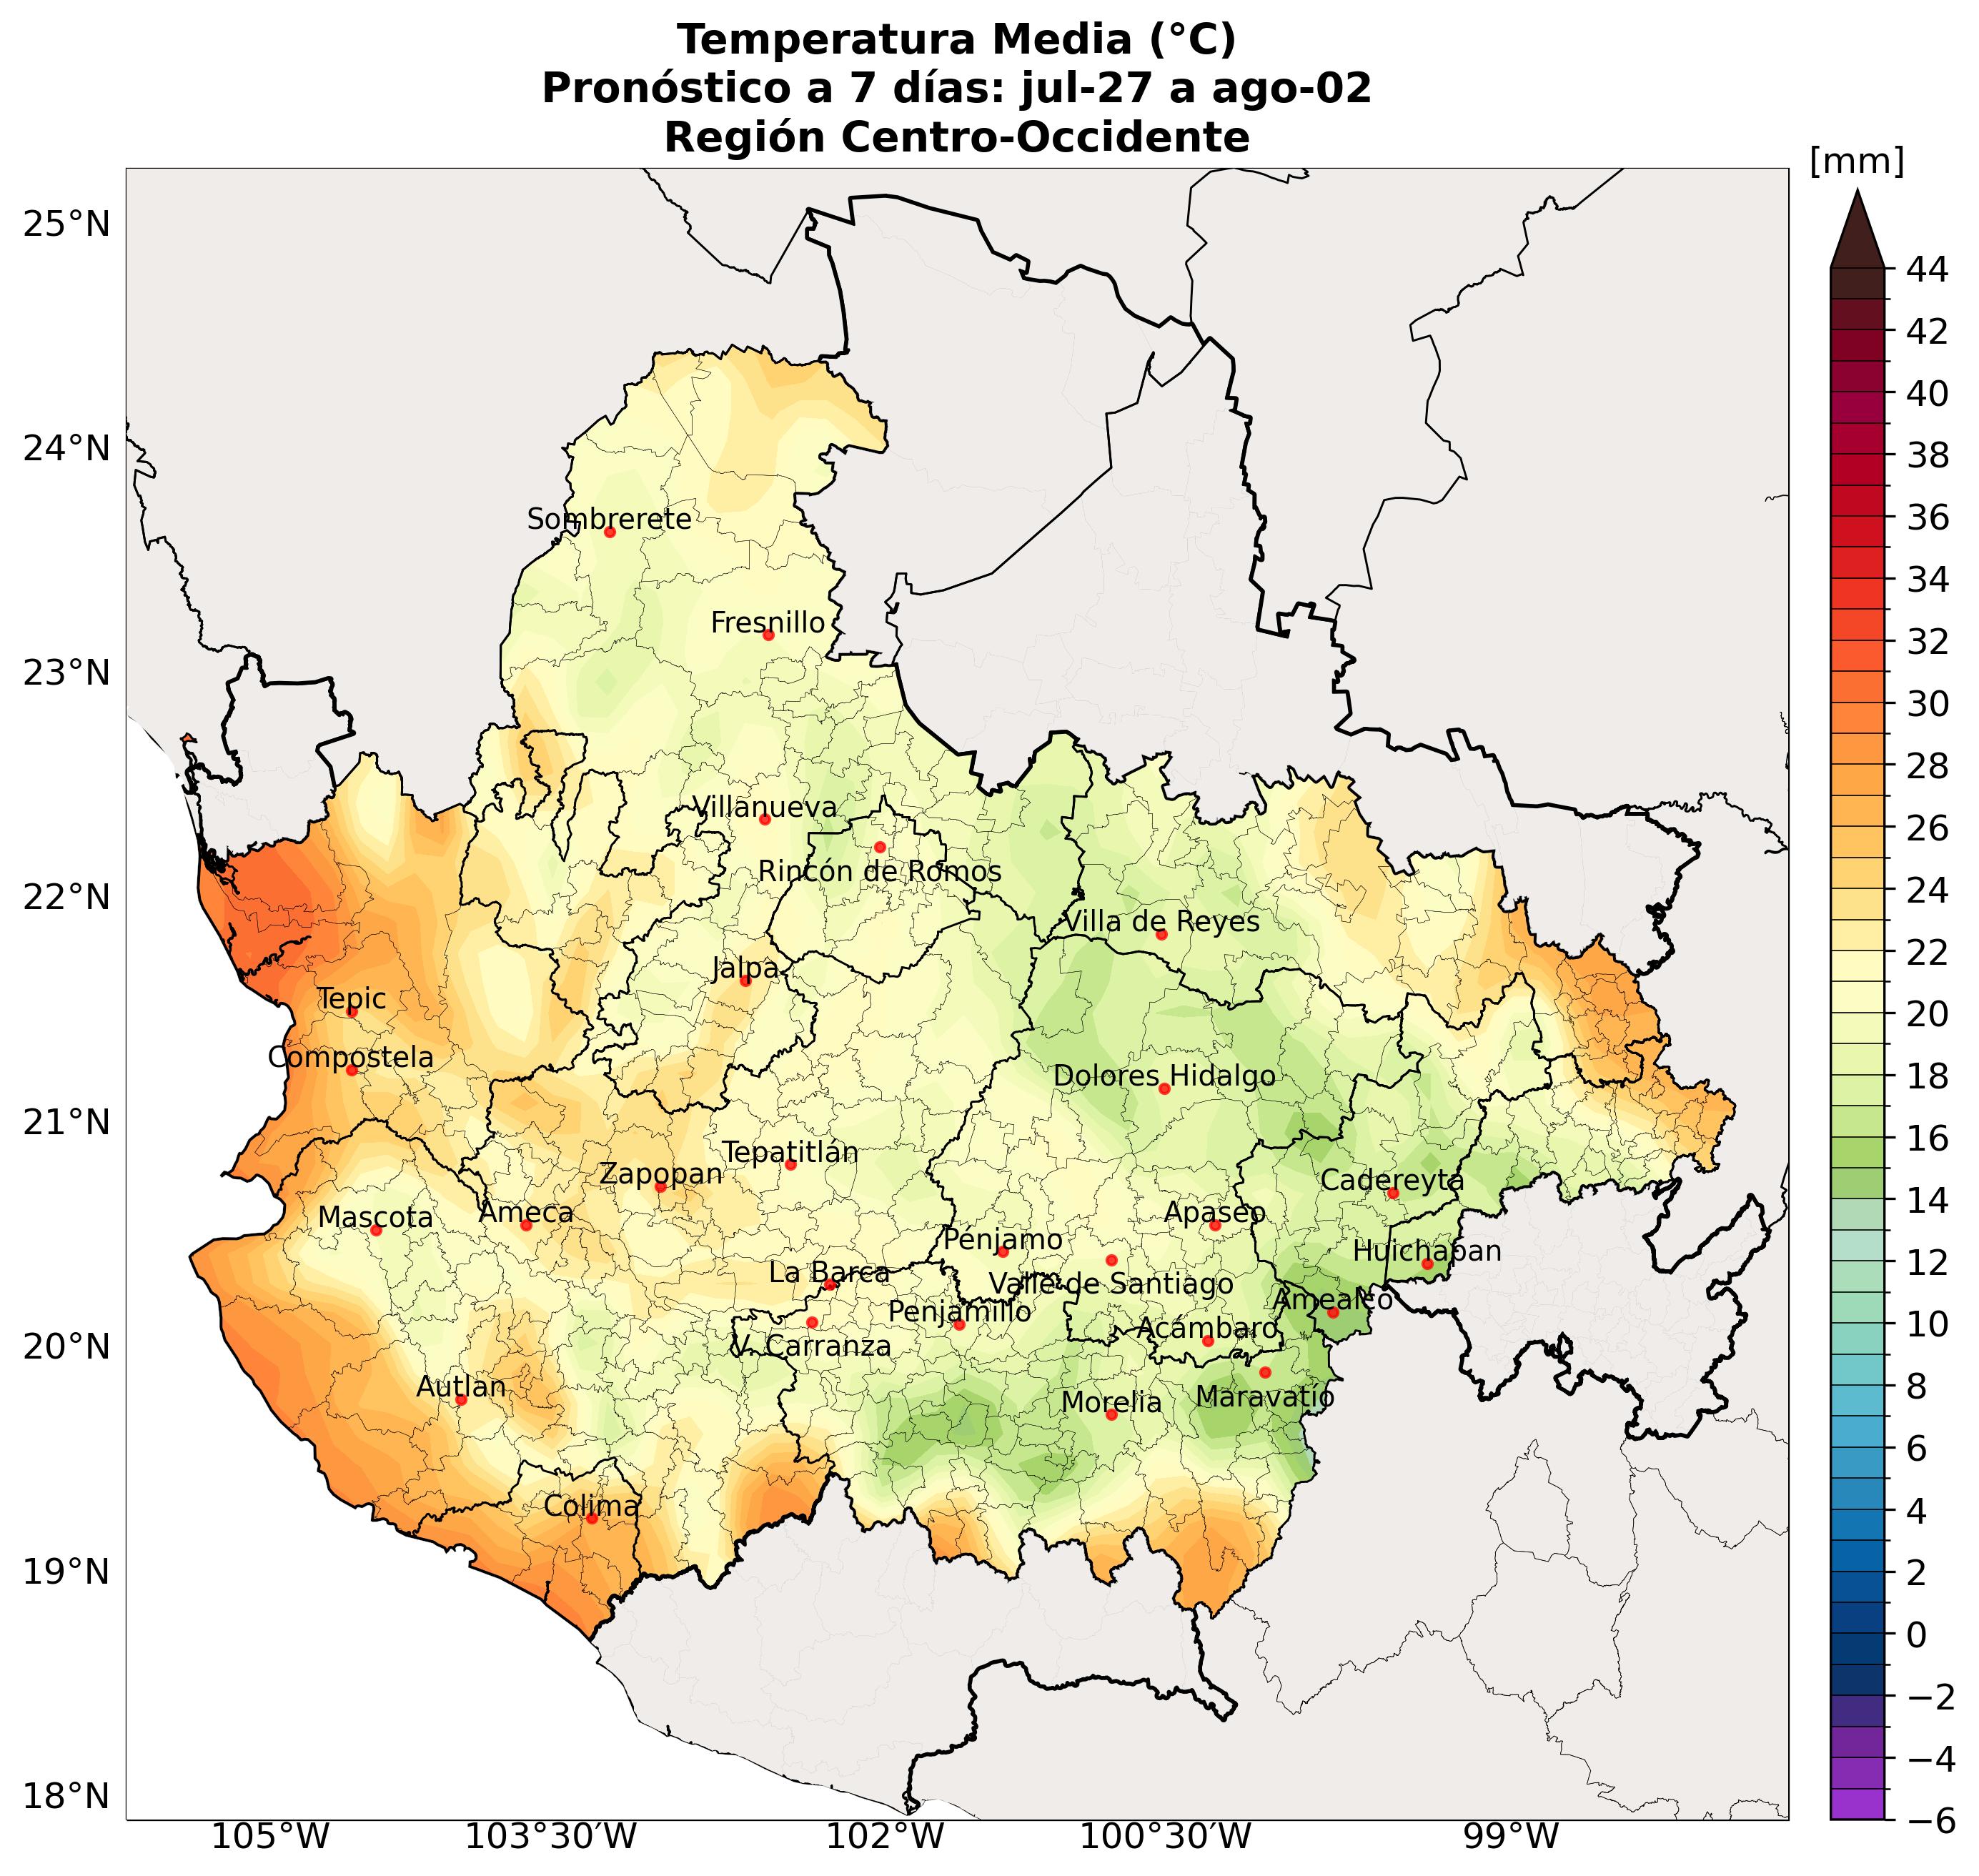 Temperatura Media (°C)
Pronóstico a 7 días: jul-27 a ago-02
Región Centro-Occidente
[mm]
25°N
24°N
23°N
22°N
21°N
20°N
19°N
18°N
Sombrerete
Fresnillo
Villanueva
Rincón de Romos
Villa de Reyes
Jalpa
Tepic
Compostela
Dolores Hidalgo
Tepatitlán
Zapopan
Cadereyta
Mascota
Ameca
Apaseo
Pénjamo
Huichapan
La Barca
Valle de Santiago
Amealco
Penjamillo
Acámbaro
V. Carranza
Autlan
Maravatío
Morelia
Colima
105°W
103°30′W
102°W
100°30′W
99°W
44
42
40
38
36
34
32
30
28
26
24
22
20
18
16
14
12
10
8
6
4
2
0
−2
−4
−6